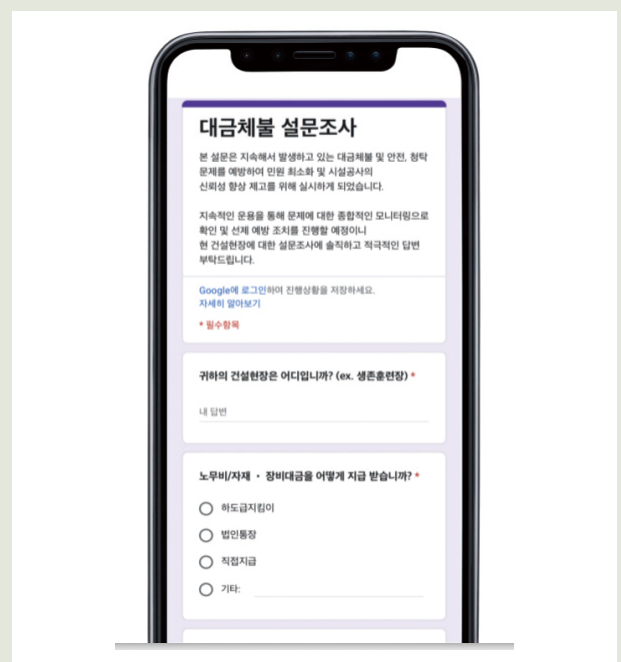 대금체불 설문조사
본 설문은 지속해서 발생하고 있는 대금체불 및 안전, 청탁
문제를 예방하여 민원 최소화 및 시설공사의
신뢰성 향상 제고를 위해 실시하게 되었습니다.
지속적인 운용을 통해 문제에 대한 종합적인 모니터링으로
확인 및 선제 예방 조치를 진행할 예정이니
현 건설현장에 대한 설문조사에 솔직하고 적극적인 답변
부탁드립니다.
Google에 로그인하여 진행상황을 저장하세요.
자세히 알아보기
* 필수항목
귀하의 건설현장은 어디입니까? (ex. 생존훈련장) *
내 답변
노무비/자재 · 장비대금을 어떻게 지급 받습니까? *
하도급지킴이
법인통장
직접지급
기타: